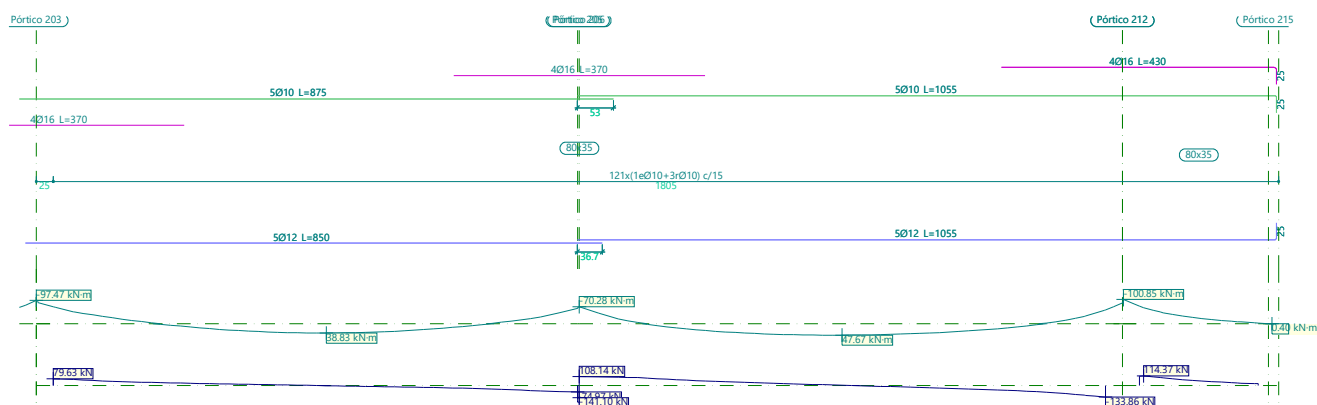 Pórtico 203
Pórtico 206
Pórtico 212
Pórtico 215
4Ø16 L=430
4Ø16 L=370
25
5Ø10 L=875
5Ø10 L=1055
25
53
4Ø16 L=370
80x35
80x35
121x(1eØ10+3rØ10) c/15
25
1805
5Ø12 L=850
5Ø12 L=1055
25
36.7
-97.47 kN·m
-70.28 kN·m
-100.85 kN·m
38.83 kN·m
47.67 kN·m
0.40 kN·m
79.63 kN
108.14 kN
114.37 kN
-141.10 kN
-133.86 kN